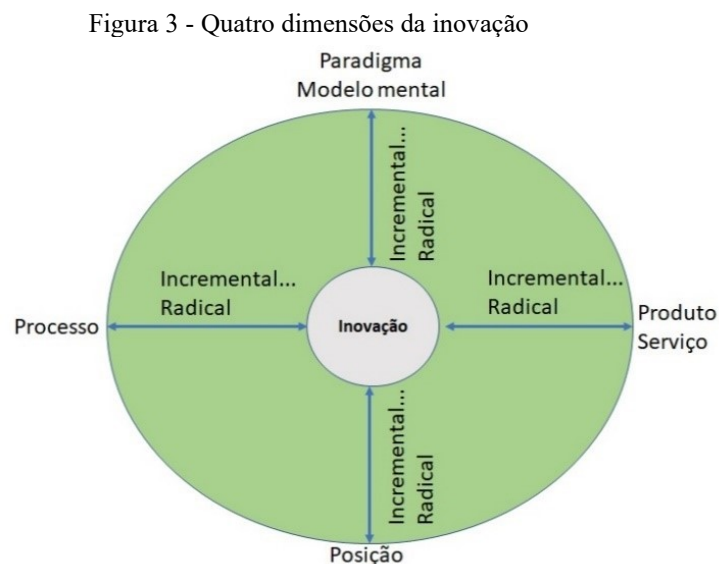 Figura 3 - Quatro dimensões da inovação
Paradigma
Modelo mental
Incremental...
Radical
Incremental...
Radical
Incremental...
Radical
Processo
Inovação
Produto
Serviço
Incremental...
Radical
Posição